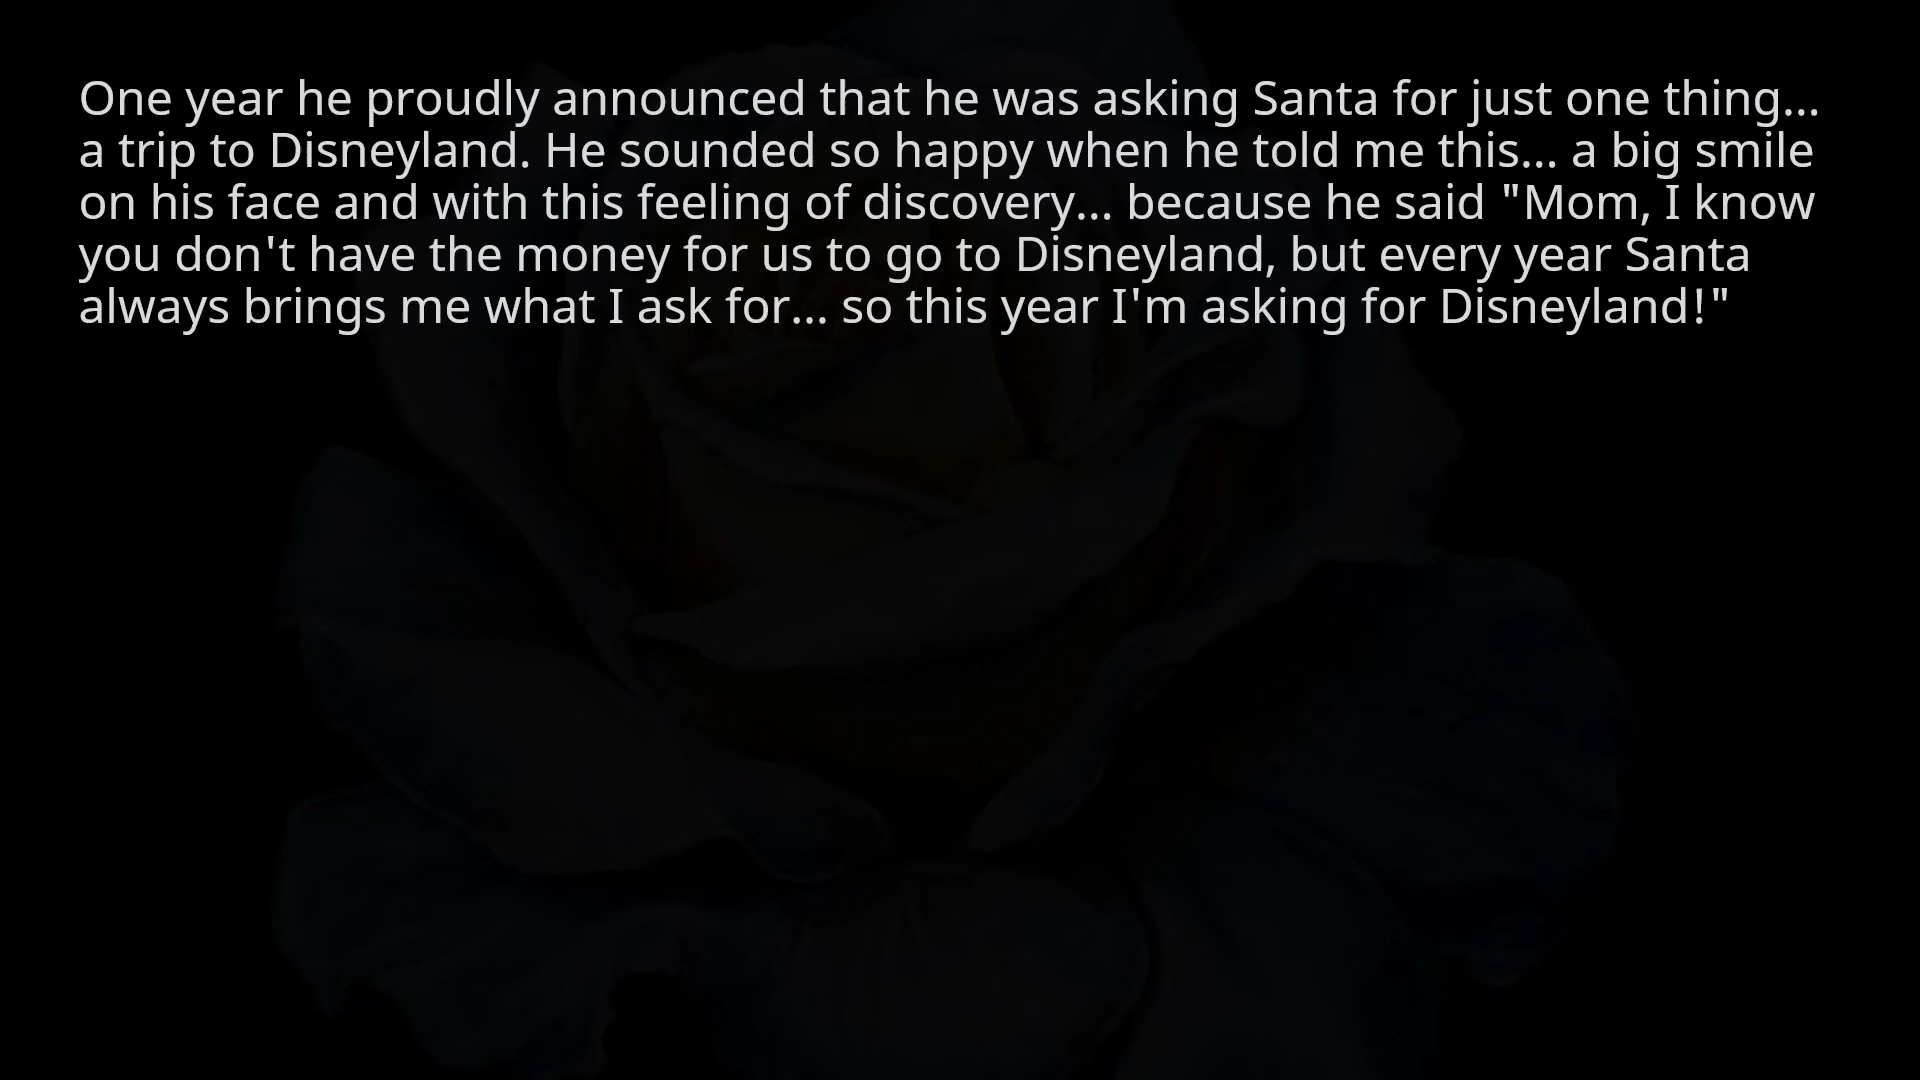 One year he proudly announced that he was asking Santa for just one thing...
a trip to Disneyland. He sounded so happy when he told me this... a big smile
on his face and with this feeling of discovery... because he said "Mom, I know
you don't have the money for us to go to Disneyland, but every year Santa
always brings me what I ask for... so this year I'm asking for Disneyland!"